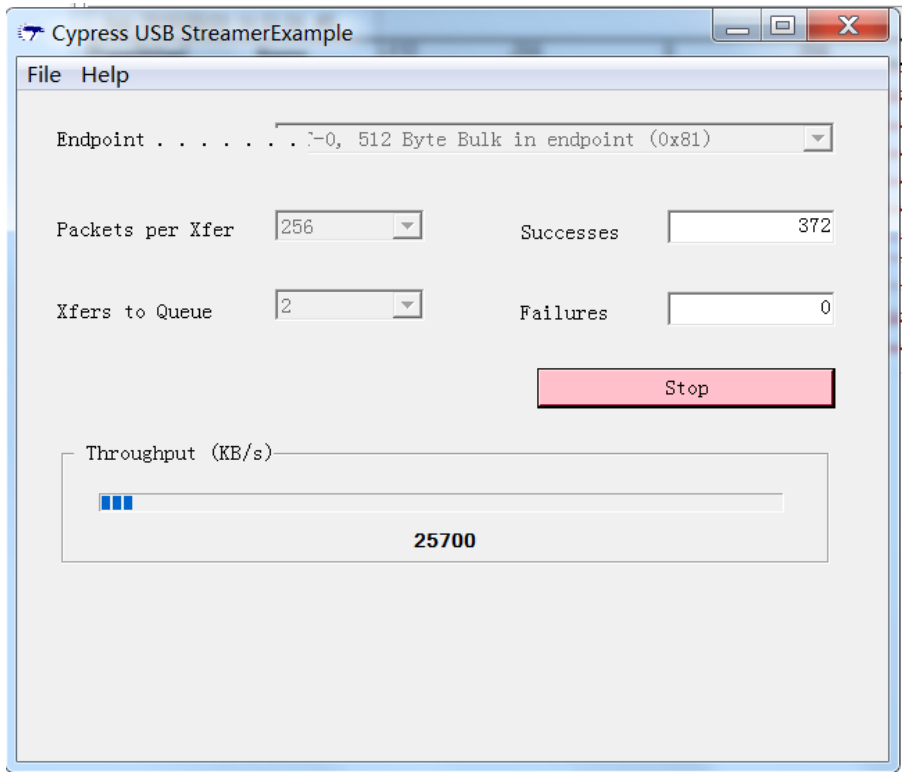 Cypress USB StreamerExample
File Help
Endpoint . . . . . . . -0, 512 Byte Bulk in endpoint (0x81)
Packets per Xfer 256 Successes 372
Xfers to Queue 2 Failures 0
Stop
Throughput (KB/s)
25700